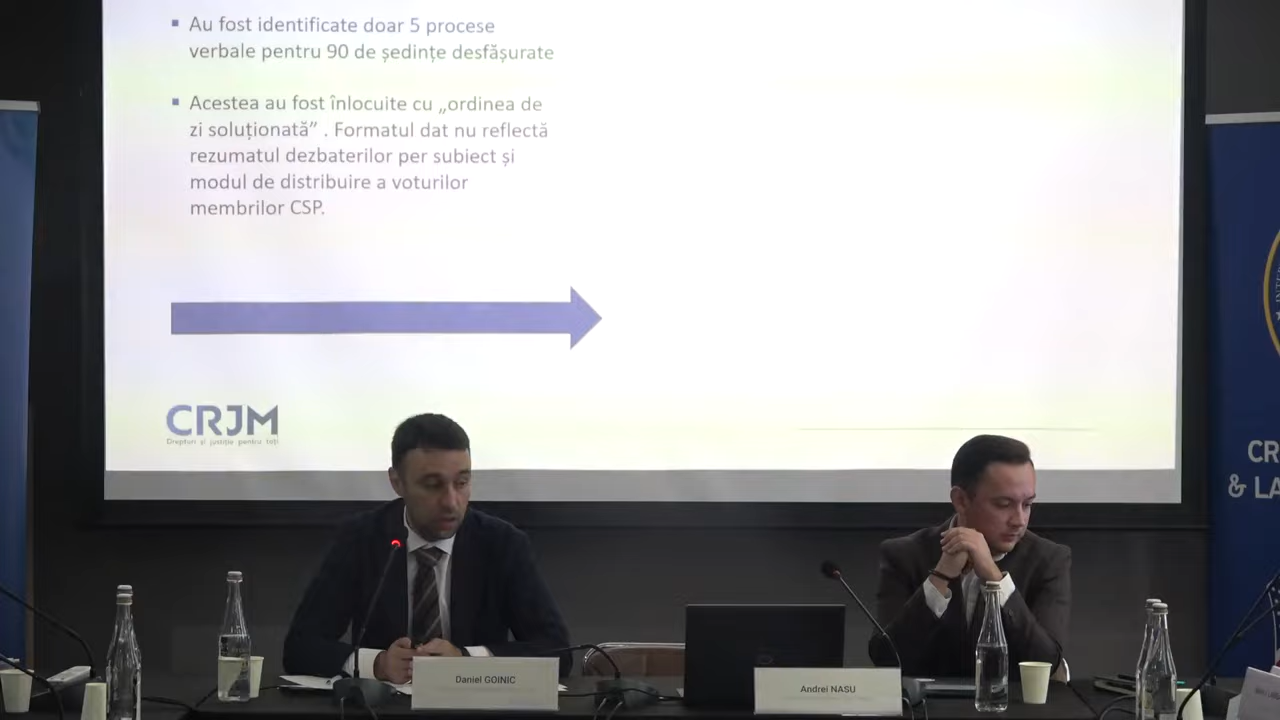 Au fost identificate doar 5 procese
verbale pentru 90 de ședințe desfășurate
Acestea au fost înlocuite cu „ordinea de
zi soluționată” . Formatul dat nu reflectă
rezumatul dezbaterilor per subiect și
modul de distribuire a voturilor
membrilor CSP.
CRJM
Drepturi și justiție pentru toți
CR
& LA
Daniel GOINIC
Andrei NASU